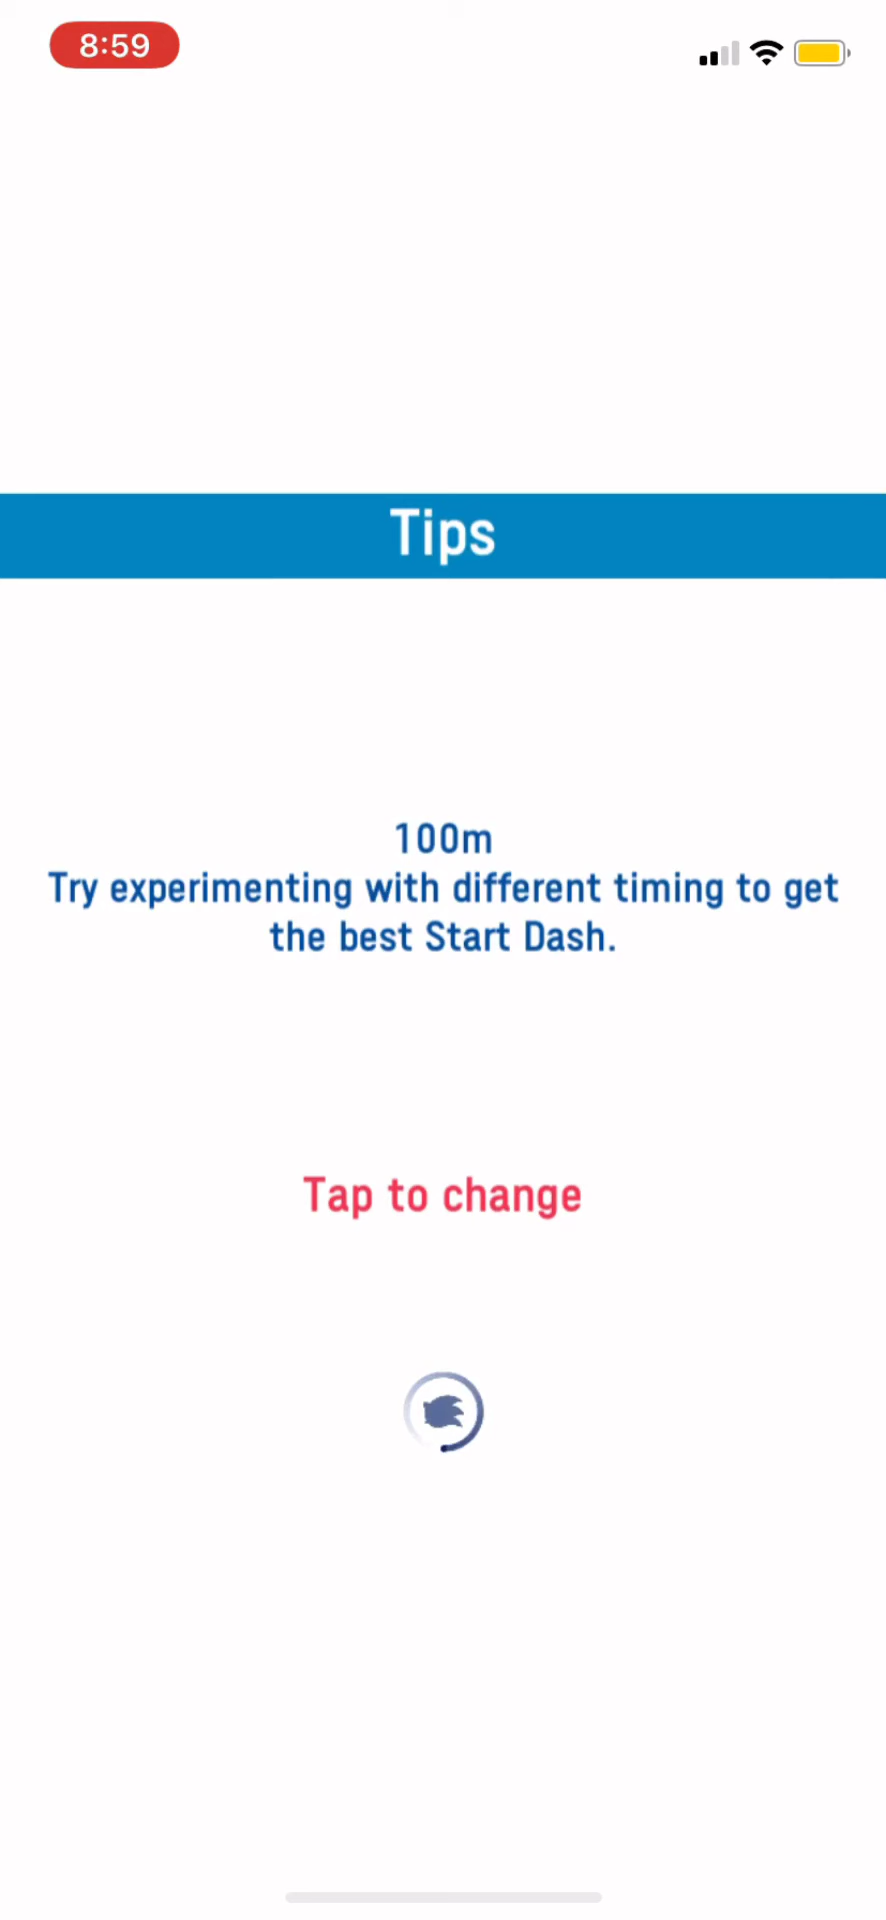 8:59
Tips
100m
Try experimenting with different timing to get
the best Start Dash.
Tap to change